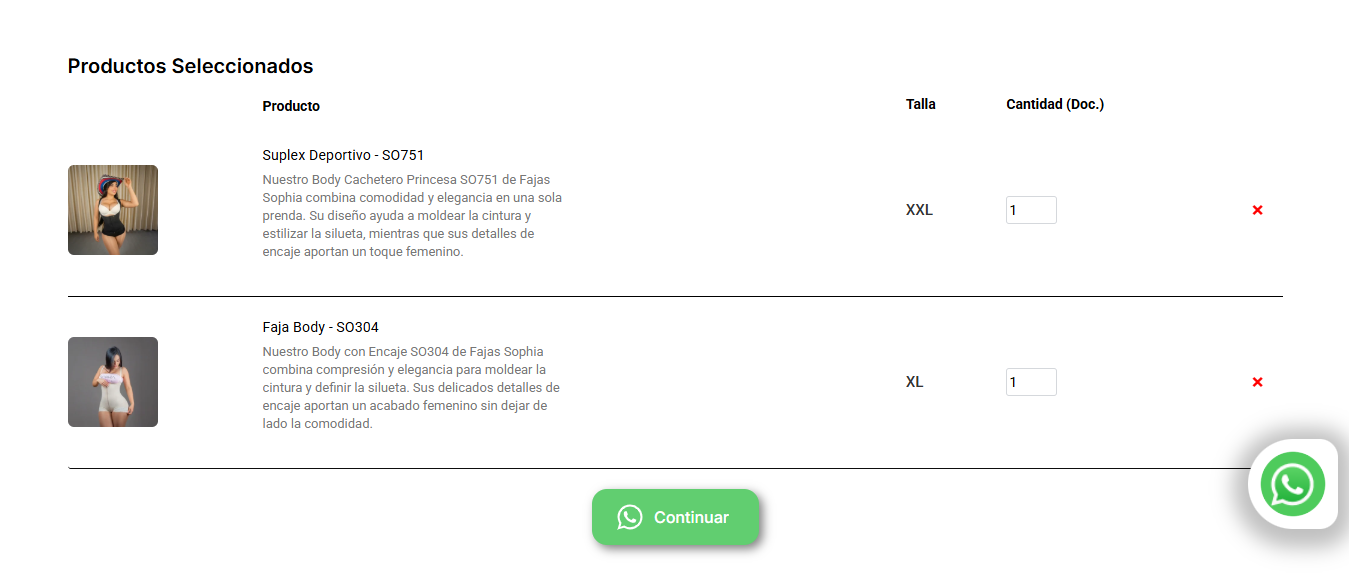 Productos Seleccionados
Producto Talla Cantidad (Doc.)
Suplex Deportivo - SO751
Nuestro Body Cachetero Princesa SO751 de Fajas
Sophia combina comodidad y elegancia en una sola
prenda. Su diseño ayuda a moldear la cintura y
estilizar la silueta, mientras que sus detalles de
encaje aportan un toque femenino.
XXL 1
Faja Body - SO304
Nuestro Body con Encaje SO304 de Fajas Sophia
combina compresión y elegancia para moldear la
cintura y definir la silueta. Sus delicados detalles de
encaje aportan un acabado femenino sin dejar de
lado la comodidad.
XL 1
Continuar